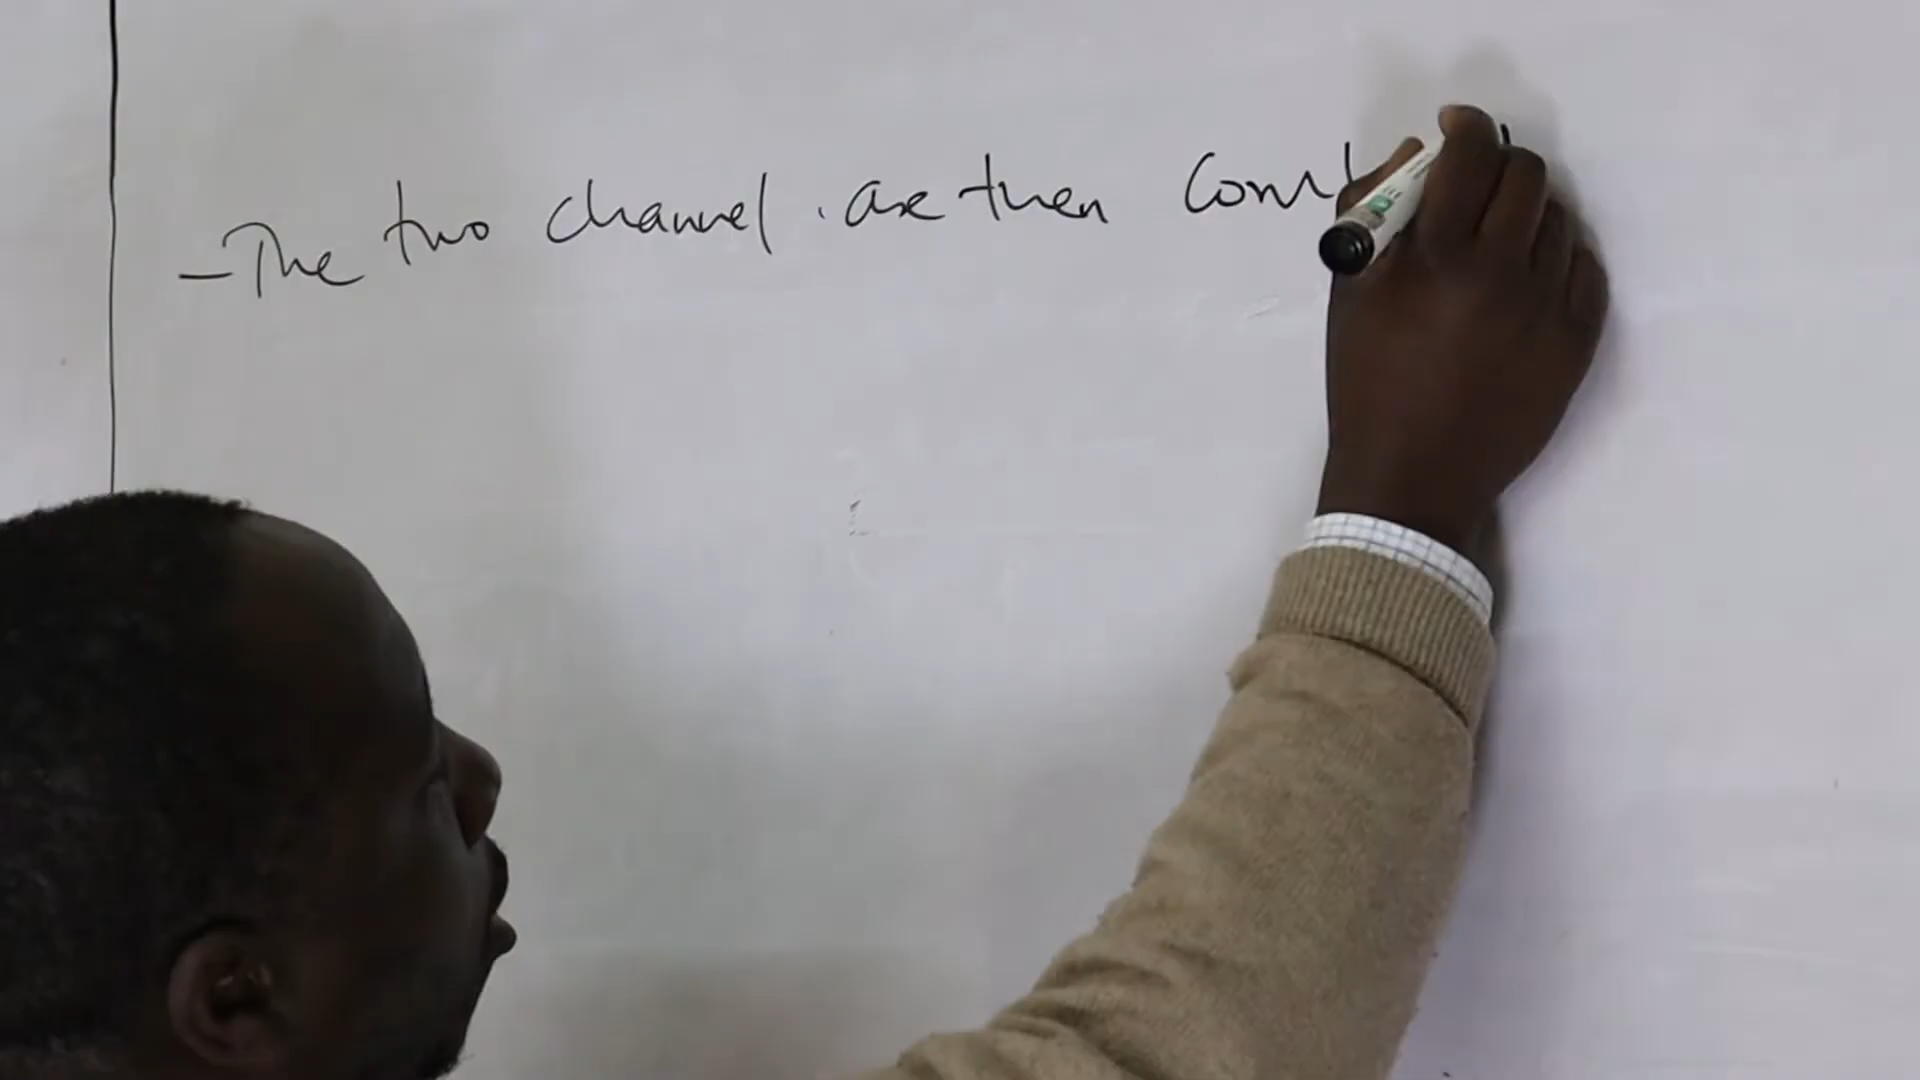 - The two channel . are then comb